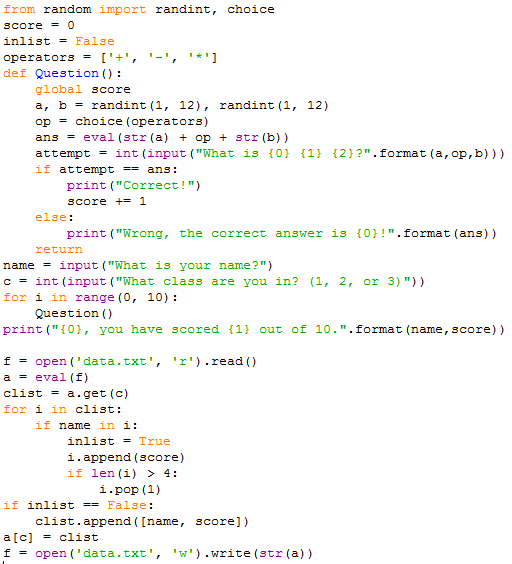 from random import randint, choice
score = 0
inlist = False
operators = ['+', '-', '*']
def Question():
    global score
    a, b = randint(1, 12), randint(1, 12)
    op = choice(operators)
    ans = eval(str(a) + op + str(b))
    attempt = int(input("What is {0} {1} {2}?".format(a,op,b)))
    if attempt == ans:
        print("Correct!")
        score += 1
    else:
        print("Wrong, the correct answer is {0}!".format(ans))
    return
name = input("What is your name?")
c = int(input("What class are you in? (1, 2, or 3)"))
for i in range(0, 10):
    Question()
print("{0}, you have scored {1} out of 10.".format(name,score))

f = open('data.txt', 'r').read()
a = eval(f)
clist = a.get(c)
for i in clist:
    if name in i:
        inlist = True
        i.append(score)
        if len(i) > 4:
            i.pop(1)
if inlist == False:
    clist.append([name, score])
a[c] = clist
f = open('data.txt', 'w').write(str(a))